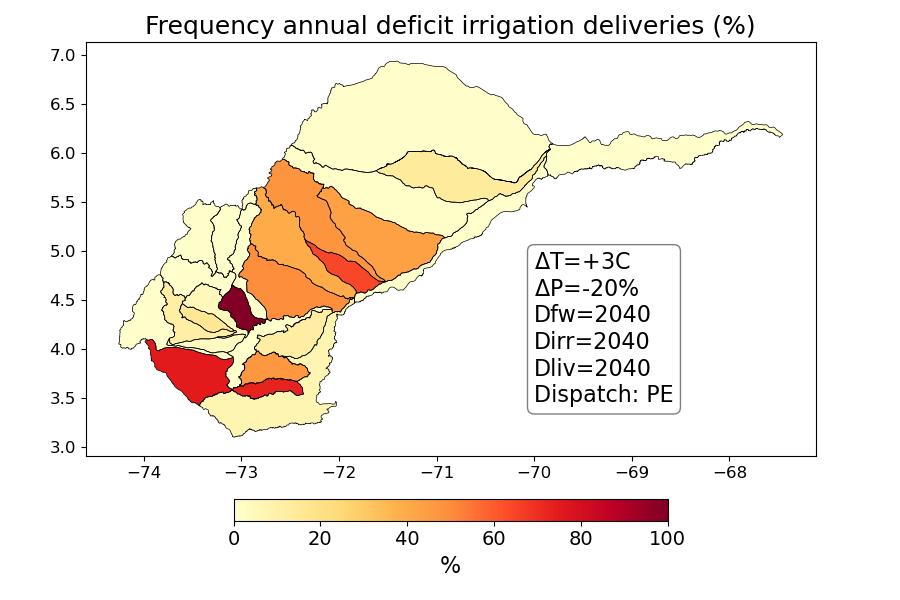 Frequency annual deficit irrigation deliveries (%)
7.0
6.5
6.0
5.5
5.0
4.5
4.0
3.5
3.0
ΔT=+3C
ΔP=-20%
Dfw=2040
Dirr=2040
Dliv=2040
Dispatch: PE
−74 −73 −72 −71 −70 −69 −68
0 20 40 60 80 100
%